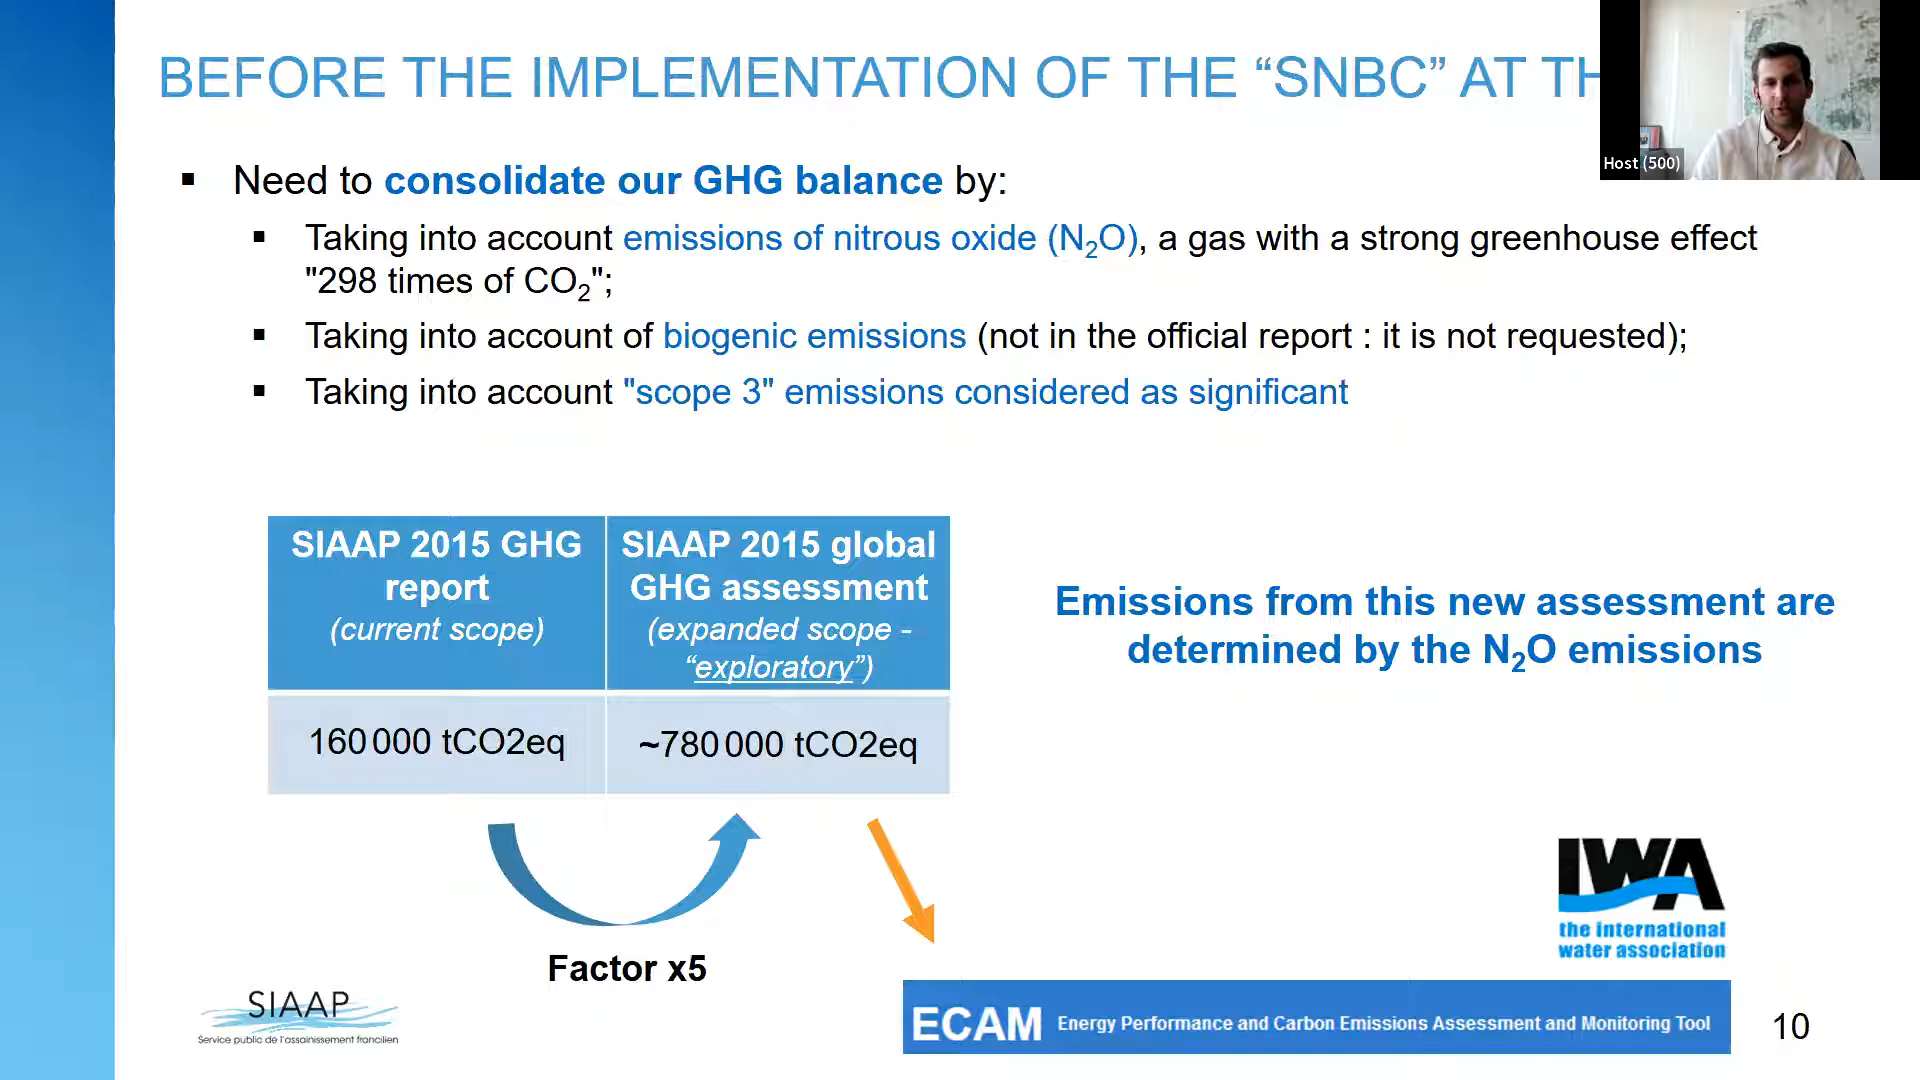 BEFORE THE IMPLEMENTATION OF THE “SNBC” AT TH
Host (500)
▪ Need to consolidate our GHG balance by:
▪ Taking into account emissions of nitrous oxide (N2O), a gas with a strong greenhouse effect
"298 times of CO2";
▪ Taking into account of biogenic emissions (not in the official report : it is not requested);
▪ Taking into account "scope 3" emissions considered as significant
SIAAP 2015 GHG
report
(current scope)
SIAAP 2015 global
GHG assessment
(expanded scope -
“exploratory”)
160 000 tCO2eq
~780 000 tCO2eq
Emissions from this new assessment are
determined by the N2O emissions
Factor x5
IWA
the international
water association
SIAAP
Service public de l'assainissement francilien
ECAM Energy Performance and Carbon Emissions Assessment and Monitoring Tool
10